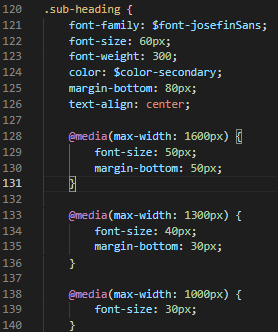 120 .sub-heading {
121 font-family: $font-josefinSans;
122 font-size: 60px;
123 font-weight: 300;
124 color: $color-secondary;
125 margin-bottom: 80px;
126 text-align: center;
127
128 @media(max-width: 1600px) {
129 font-size: 50px;
130 margin-bottom: 50px;
131 }
132
133 @media(max-width: 1300px) {
134 font-size: 40px;
135 margin-bottom: 30px;
136 }
137
138 @media(max-width: 1000px) {
139 font-size: 30px;
140 }